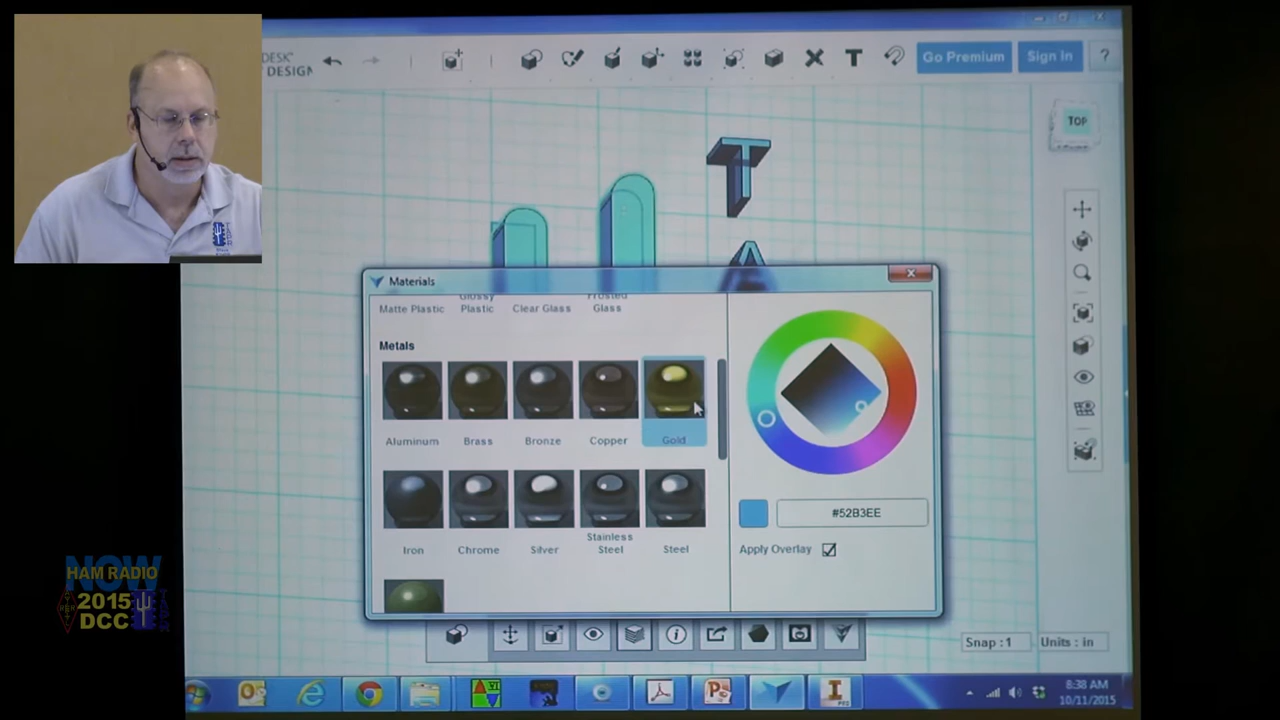 DESK™
DESIGN
T
Go Premium
Sign In
?
TOP
T
A
Materials
Matte Plastic
Glossy Plastic
Clear Glass
Frosted Glass
Metals
Aluminum
Brass
Bronze
Copper
Gold
Iron
Chrome
Silver
Stainless Steel
Steel
#52B3EE
Apply Overlay
Snap : 1
Units : in
NOW
HAM RADIO
2015
DCC
TAPR
8:38 AM
10/11/2015